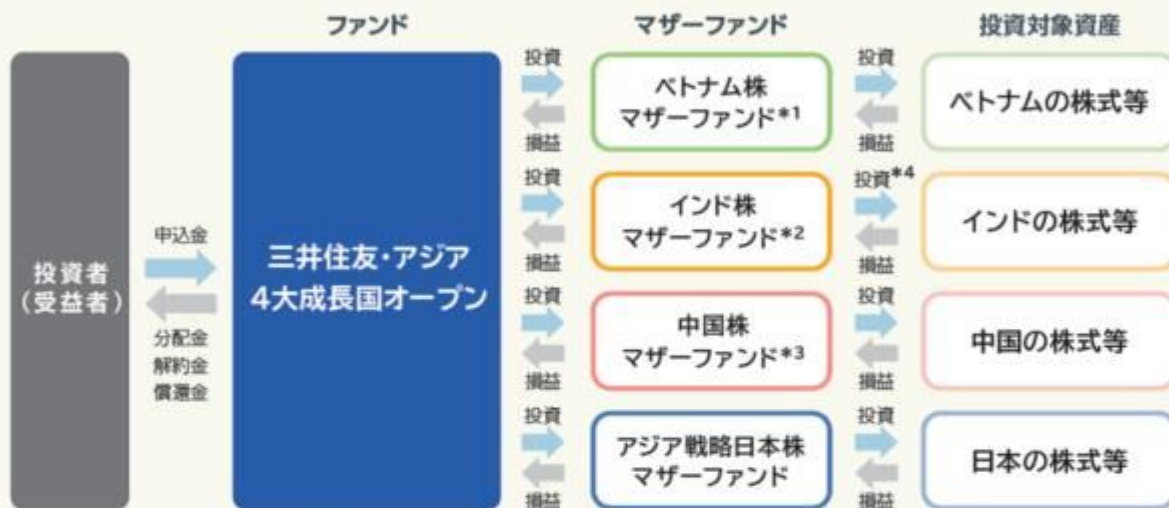 ファンド
マザーファンド
投資対象資産
投資者
(受益者)
申込金
分配金
解約金
償還金
三井住友・アジア
4大成長国オープン
投資
損益
ベトナム株
マザーファンド*1
投資
損益
ベトナムの株式等
投資
損益
インド株
マザーファンド*2
投資*4
損益
インドの株式等
投資
損益
中国株
マザーファンド*3
投資
損益
中国の株式等
投資
損益
アジア戦略日本株
マザーファンド
投資
損益
日本の株式等